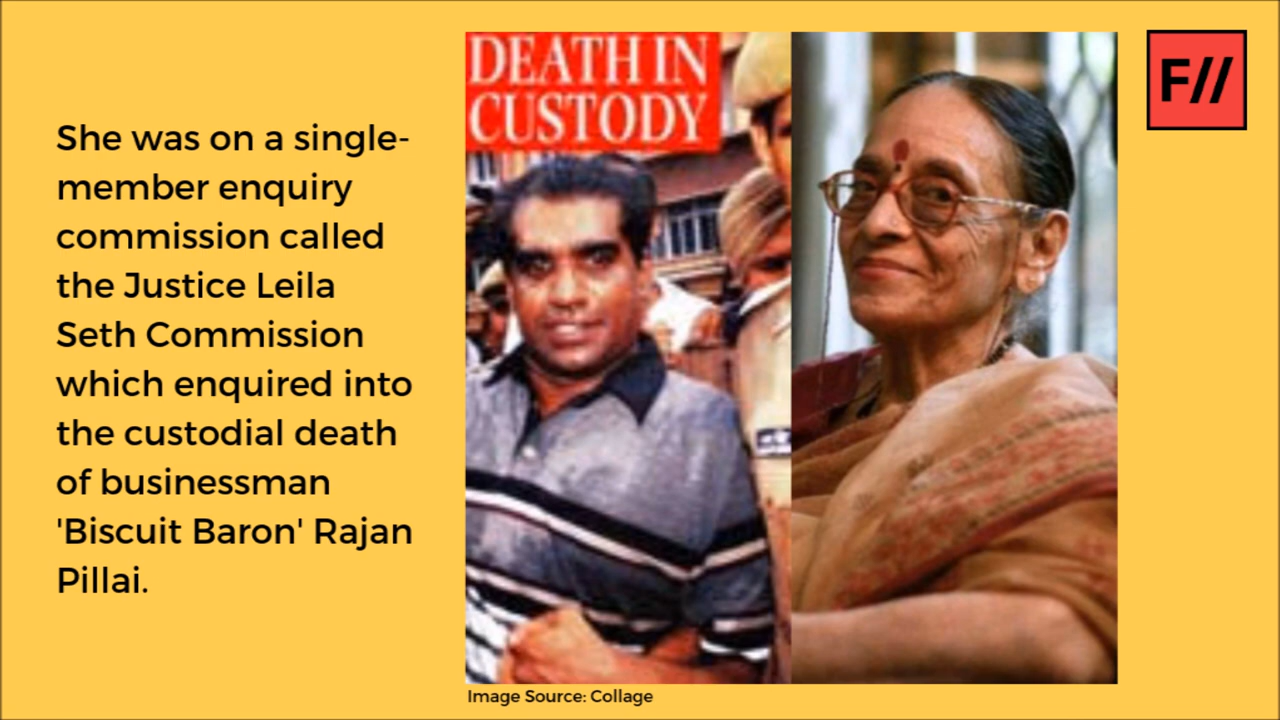 She was on a single-
member enquiry
commission called
the Justice Leila
Seth Commission
which enquired into
the custodial death
of businessman
'Biscuit Baron' Rajan
Pillai.
DEATH IN
CUSTODY
F//
Image Source: Collage